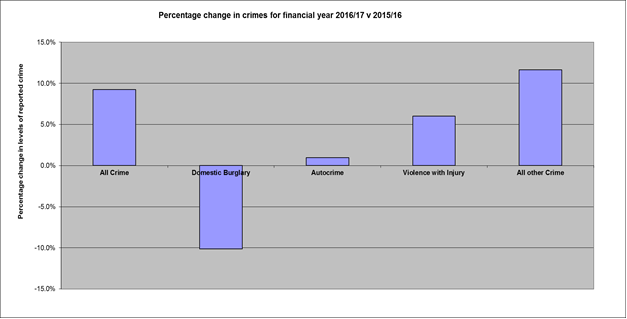 Percentage change in crimes for financial year 2016/17 v 2015/16
Percentage change in levels of reported crime
15.0%
10.0%
5.0%
0.0%
-5.0%
-10.0%
-15.0%
All Crime
Domestic Burglary
Autocrime
Violence with Injury
All other Crime